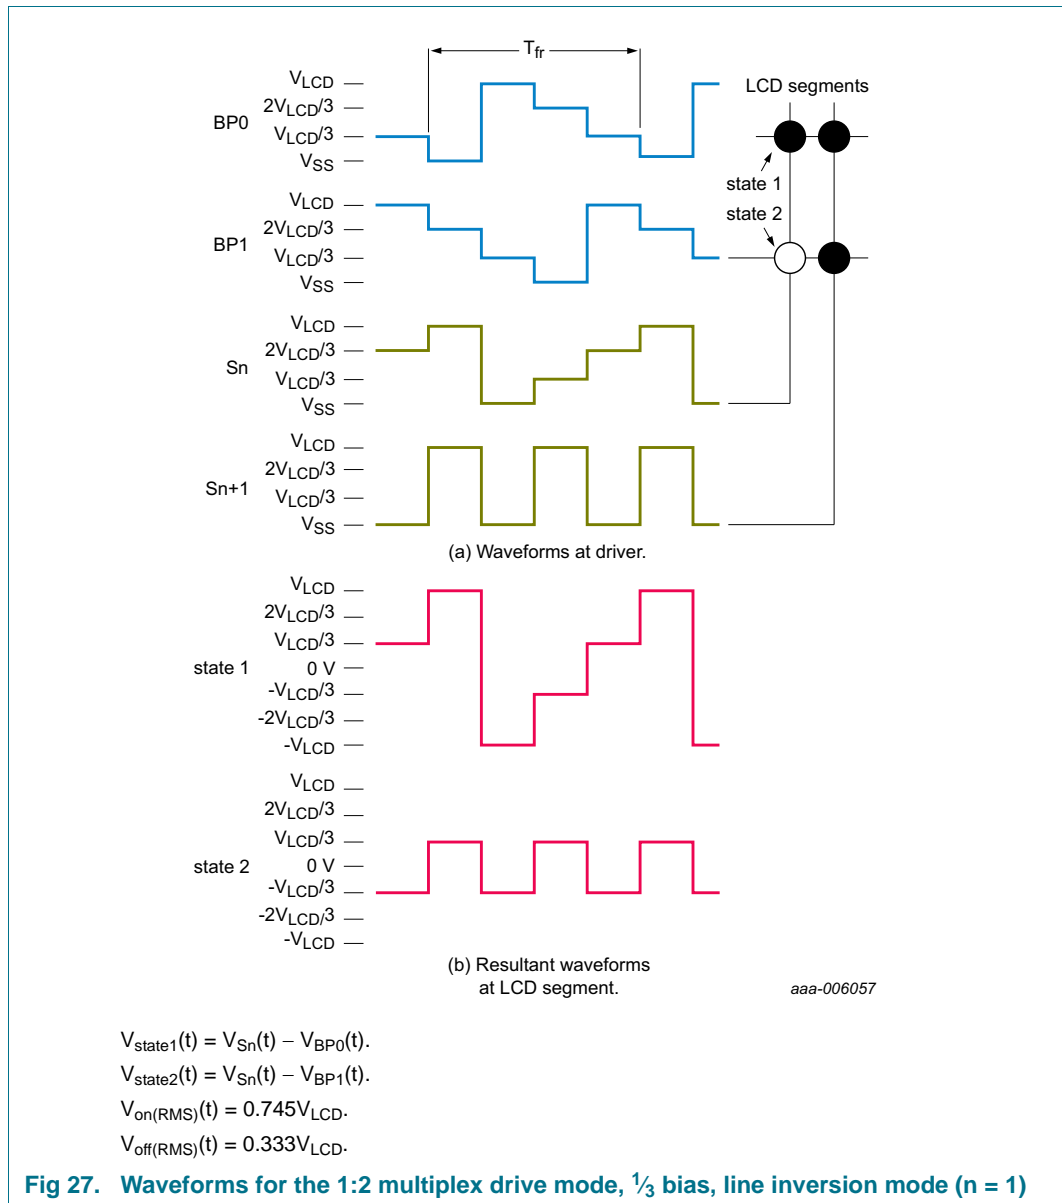 T_fr
BP0
V_LCD
2V_LCD/3
V_LCD/3
V_SS
LCD segments
state 1
state 2
BP1
V_LCD
2V_LCD/3
V_LCD/3
V_SS
Sn
V_LCD
2V_LCD/3
V_LCD/3
V_SS
Sn+1
V_LCD
2V_LCD/3
V_LCD/3
V_SS
(a) Waveforms at driver.
state 1
V_LCD
2V_LCD/3
V_LCD/3
0 V
-V_LCD/3
-2V_LCD/3
-V_LCD
state 2
V_LCD
2V_LCD/3
V_LCD/3
0 V
-V_LCD/3
-2V_LCD/3
-V_LCD
(b) Resultant waveforms
at LCD segment.
aaa-006057
V_state1(t) = V_Sn(t) − V_BP0(t).
V_state2(t) = V_Sn(t) − V_BP1(t).
V_on(RMS)(t) = 0.745V_LCD.
V_off(RMS)(t) = 0.333V_LCD.
Fig 27. Waveforms for the 1:2 multiplex drive mode, 1⁄3 bias, line inversion mode (n = 1)